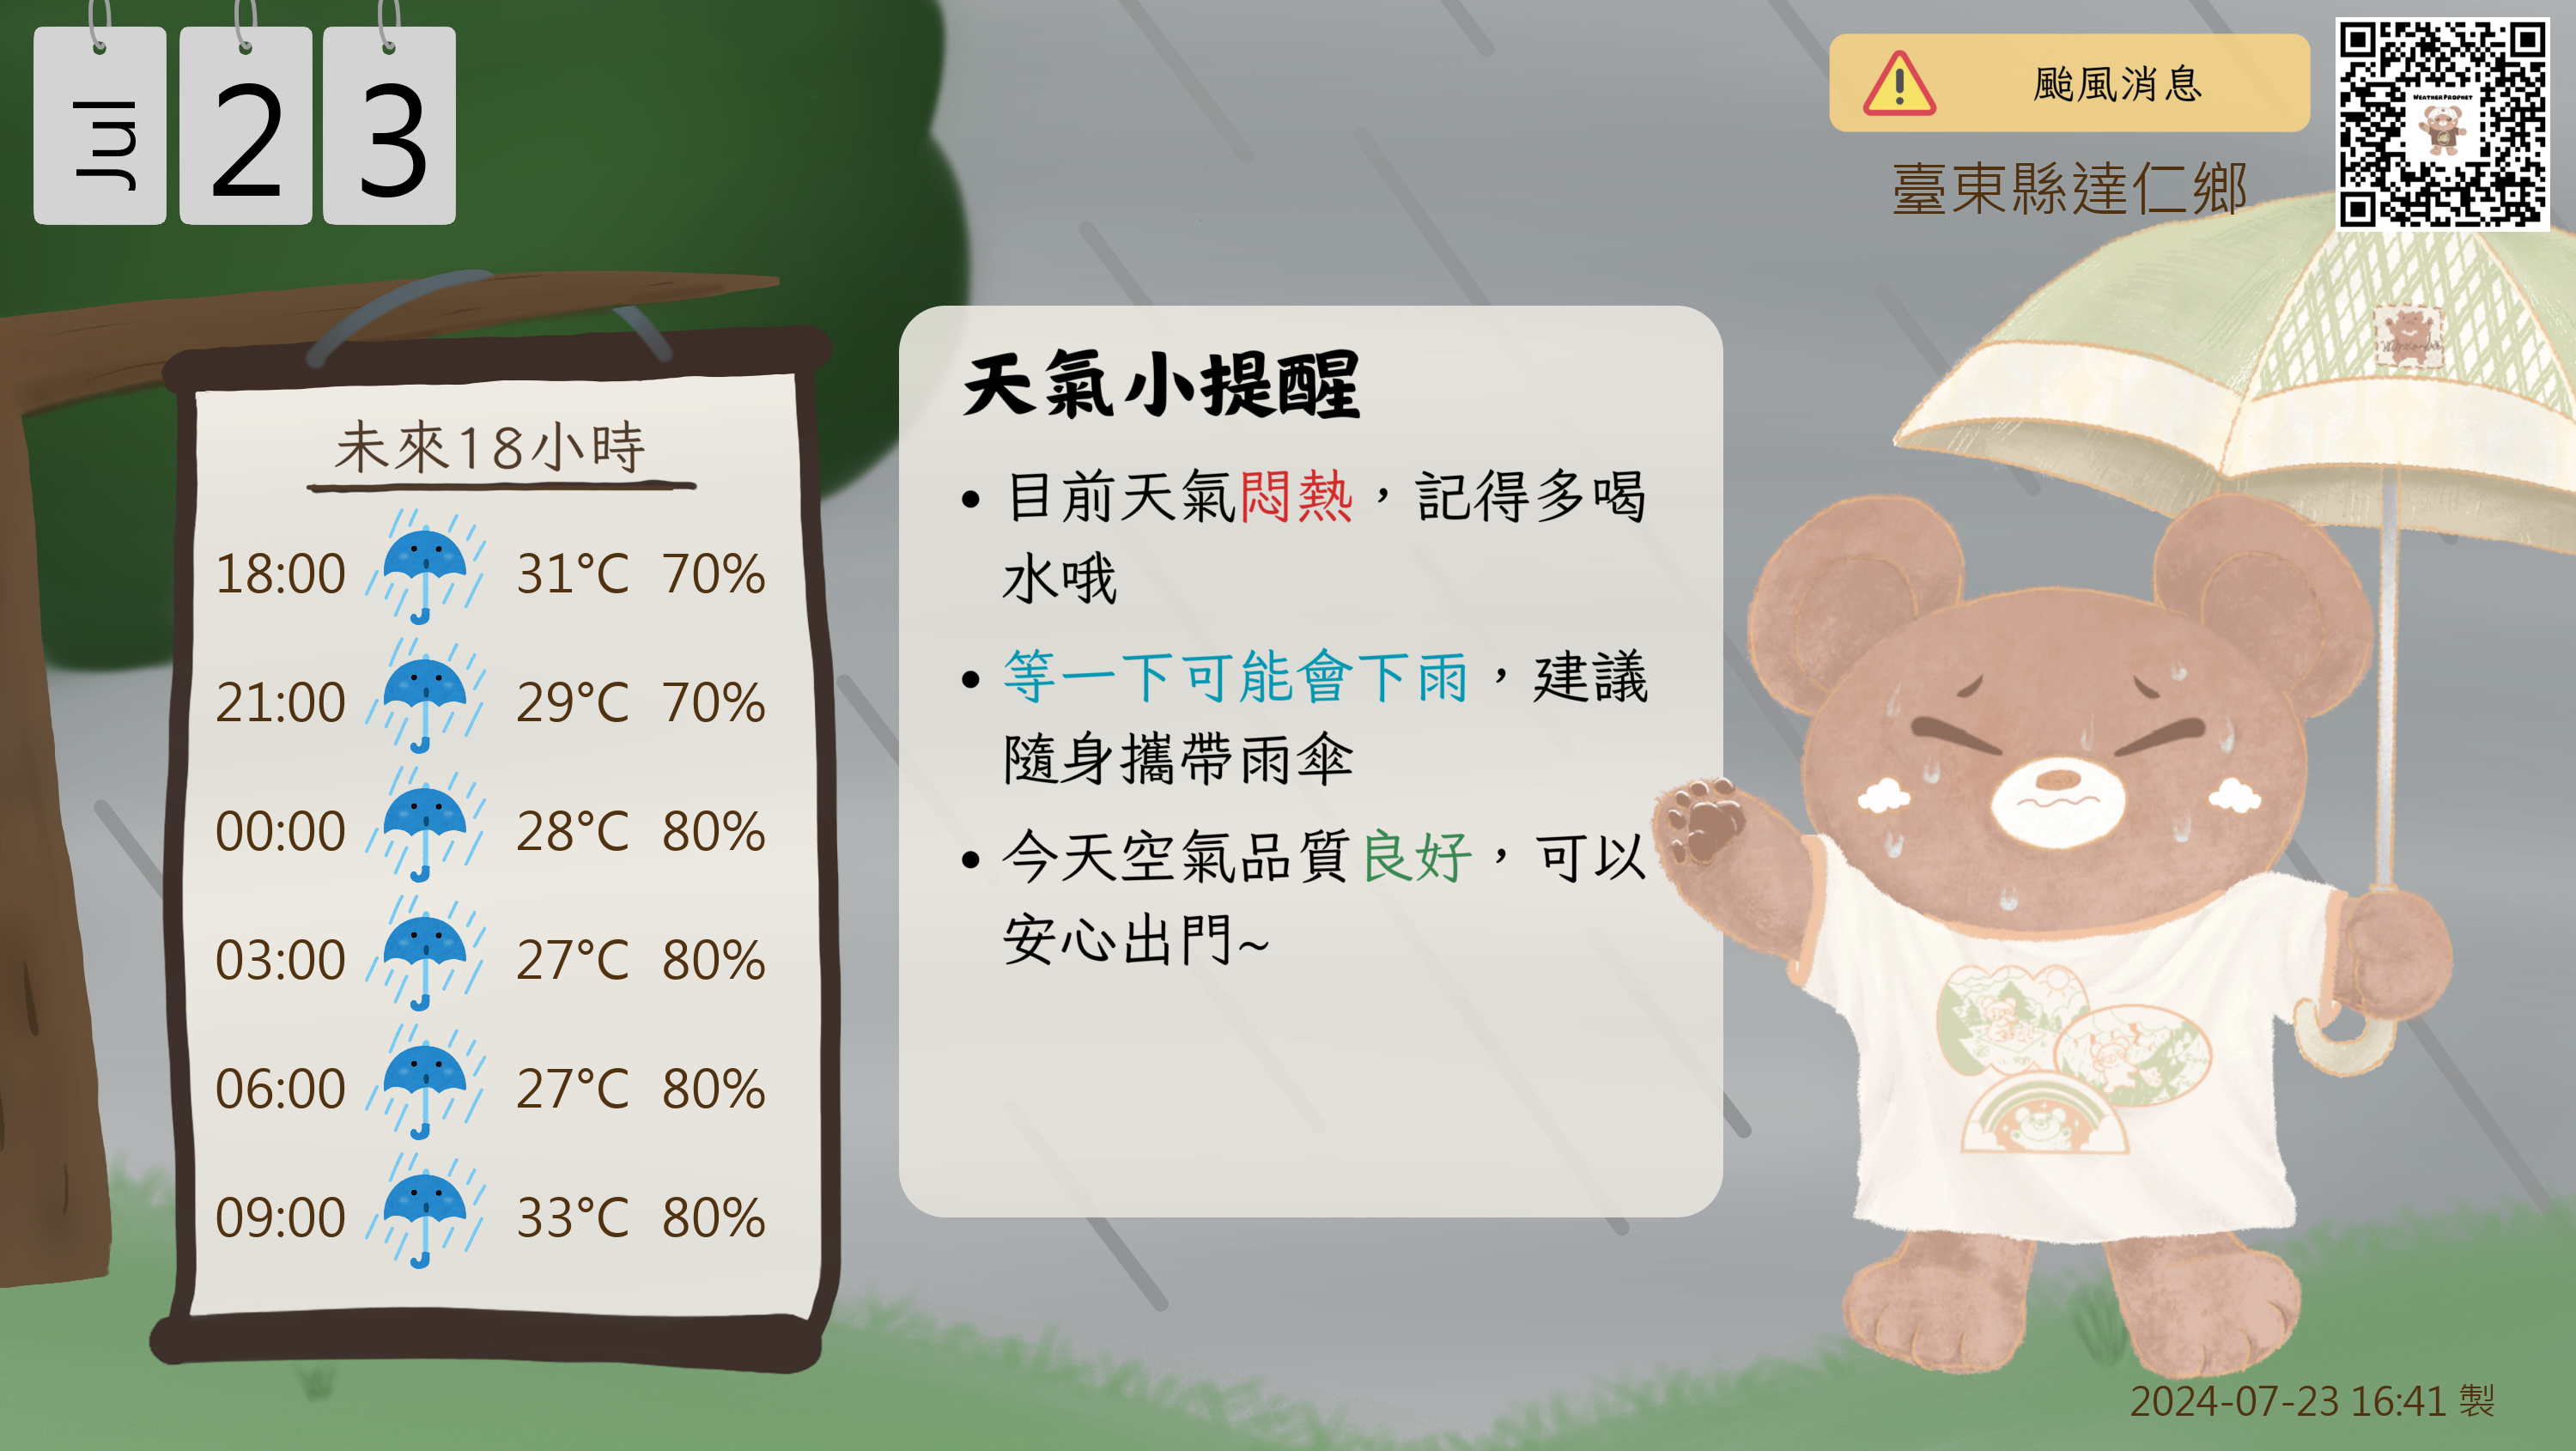 Jul
2
3
颱風消息
WEATHER PROPHET
臺東縣達仁鄉
未來18小時
18:00 31°C 70%
21:00 29°C 70%
00:00 28°C 80%
03:00 27°C 80%
06:00 27°C 80%
09:00 33°C 80%
天氣小提醒
• 目前天氣悶熱，記得多喝
水哦
• 等一下可能會下雨，建議
隨身攜帶雨傘
• 今天空氣品質良好，可以
安心出門~
2024-07-23 16:41 製